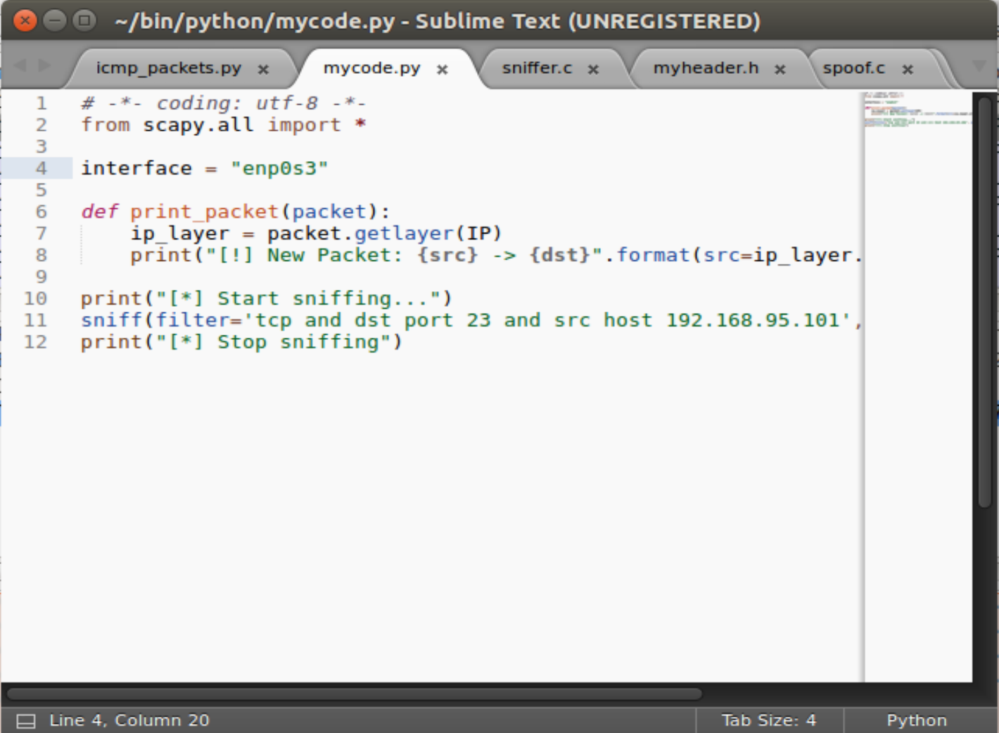 ~/bin/python/mycode.py - Sublime Text (UNREGISTERED)
icmp_packets.py × mycode.py × sniffer.c × myheader.h × spoof.c ×
1 # -*- coding: utf-8 -*-
2 from scapy.all import *
3
4 interface = "enp0s3"
5
6 def print_packet(packet):
7     ip_layer = packet.getlayer(IP)
8     print("[!] New Packet: {src} -> {dst}".format(src=ip_layer.
9
10 print("[*] Start sniffing...")
11 sniff(filter='tcp and dst port 23 and src host 192.168.95.101',
12 print("[*] Stop sniffing")
Line 4, Column 20 Tab Size: 4 Python